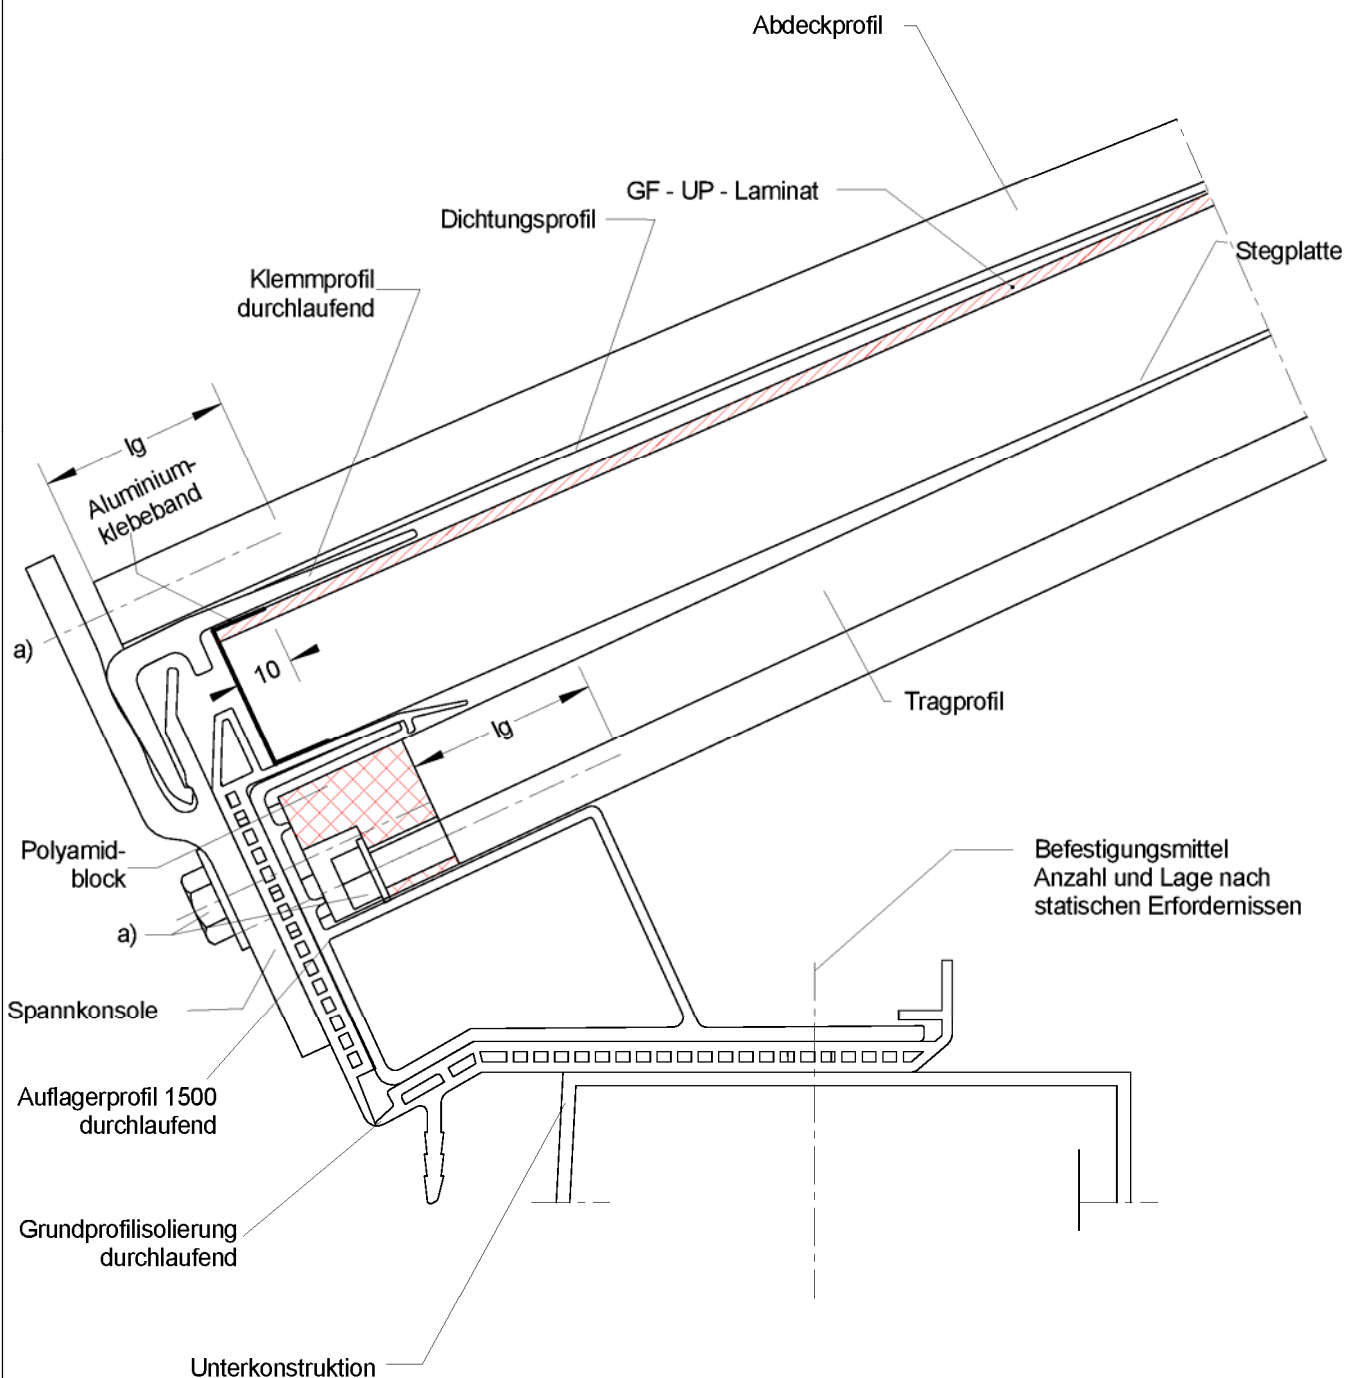 Abdeckprofil
GF - UP - Laminat
Dichtungsprofil
Stegplatte
Klemmprofil
durchlaufend
lg
Aluminium-
klebeband
a)
10
lg
Tragprofil
Polyamid-
block
Befestigungsmittel
Anzahl und Lage nach
statischen Erfordernissen
a)
Spannkonsole
Auflagerprofil 1500
durchlaufend
Grundprofilisolierung
durchlaufend
Unterkonstruktion